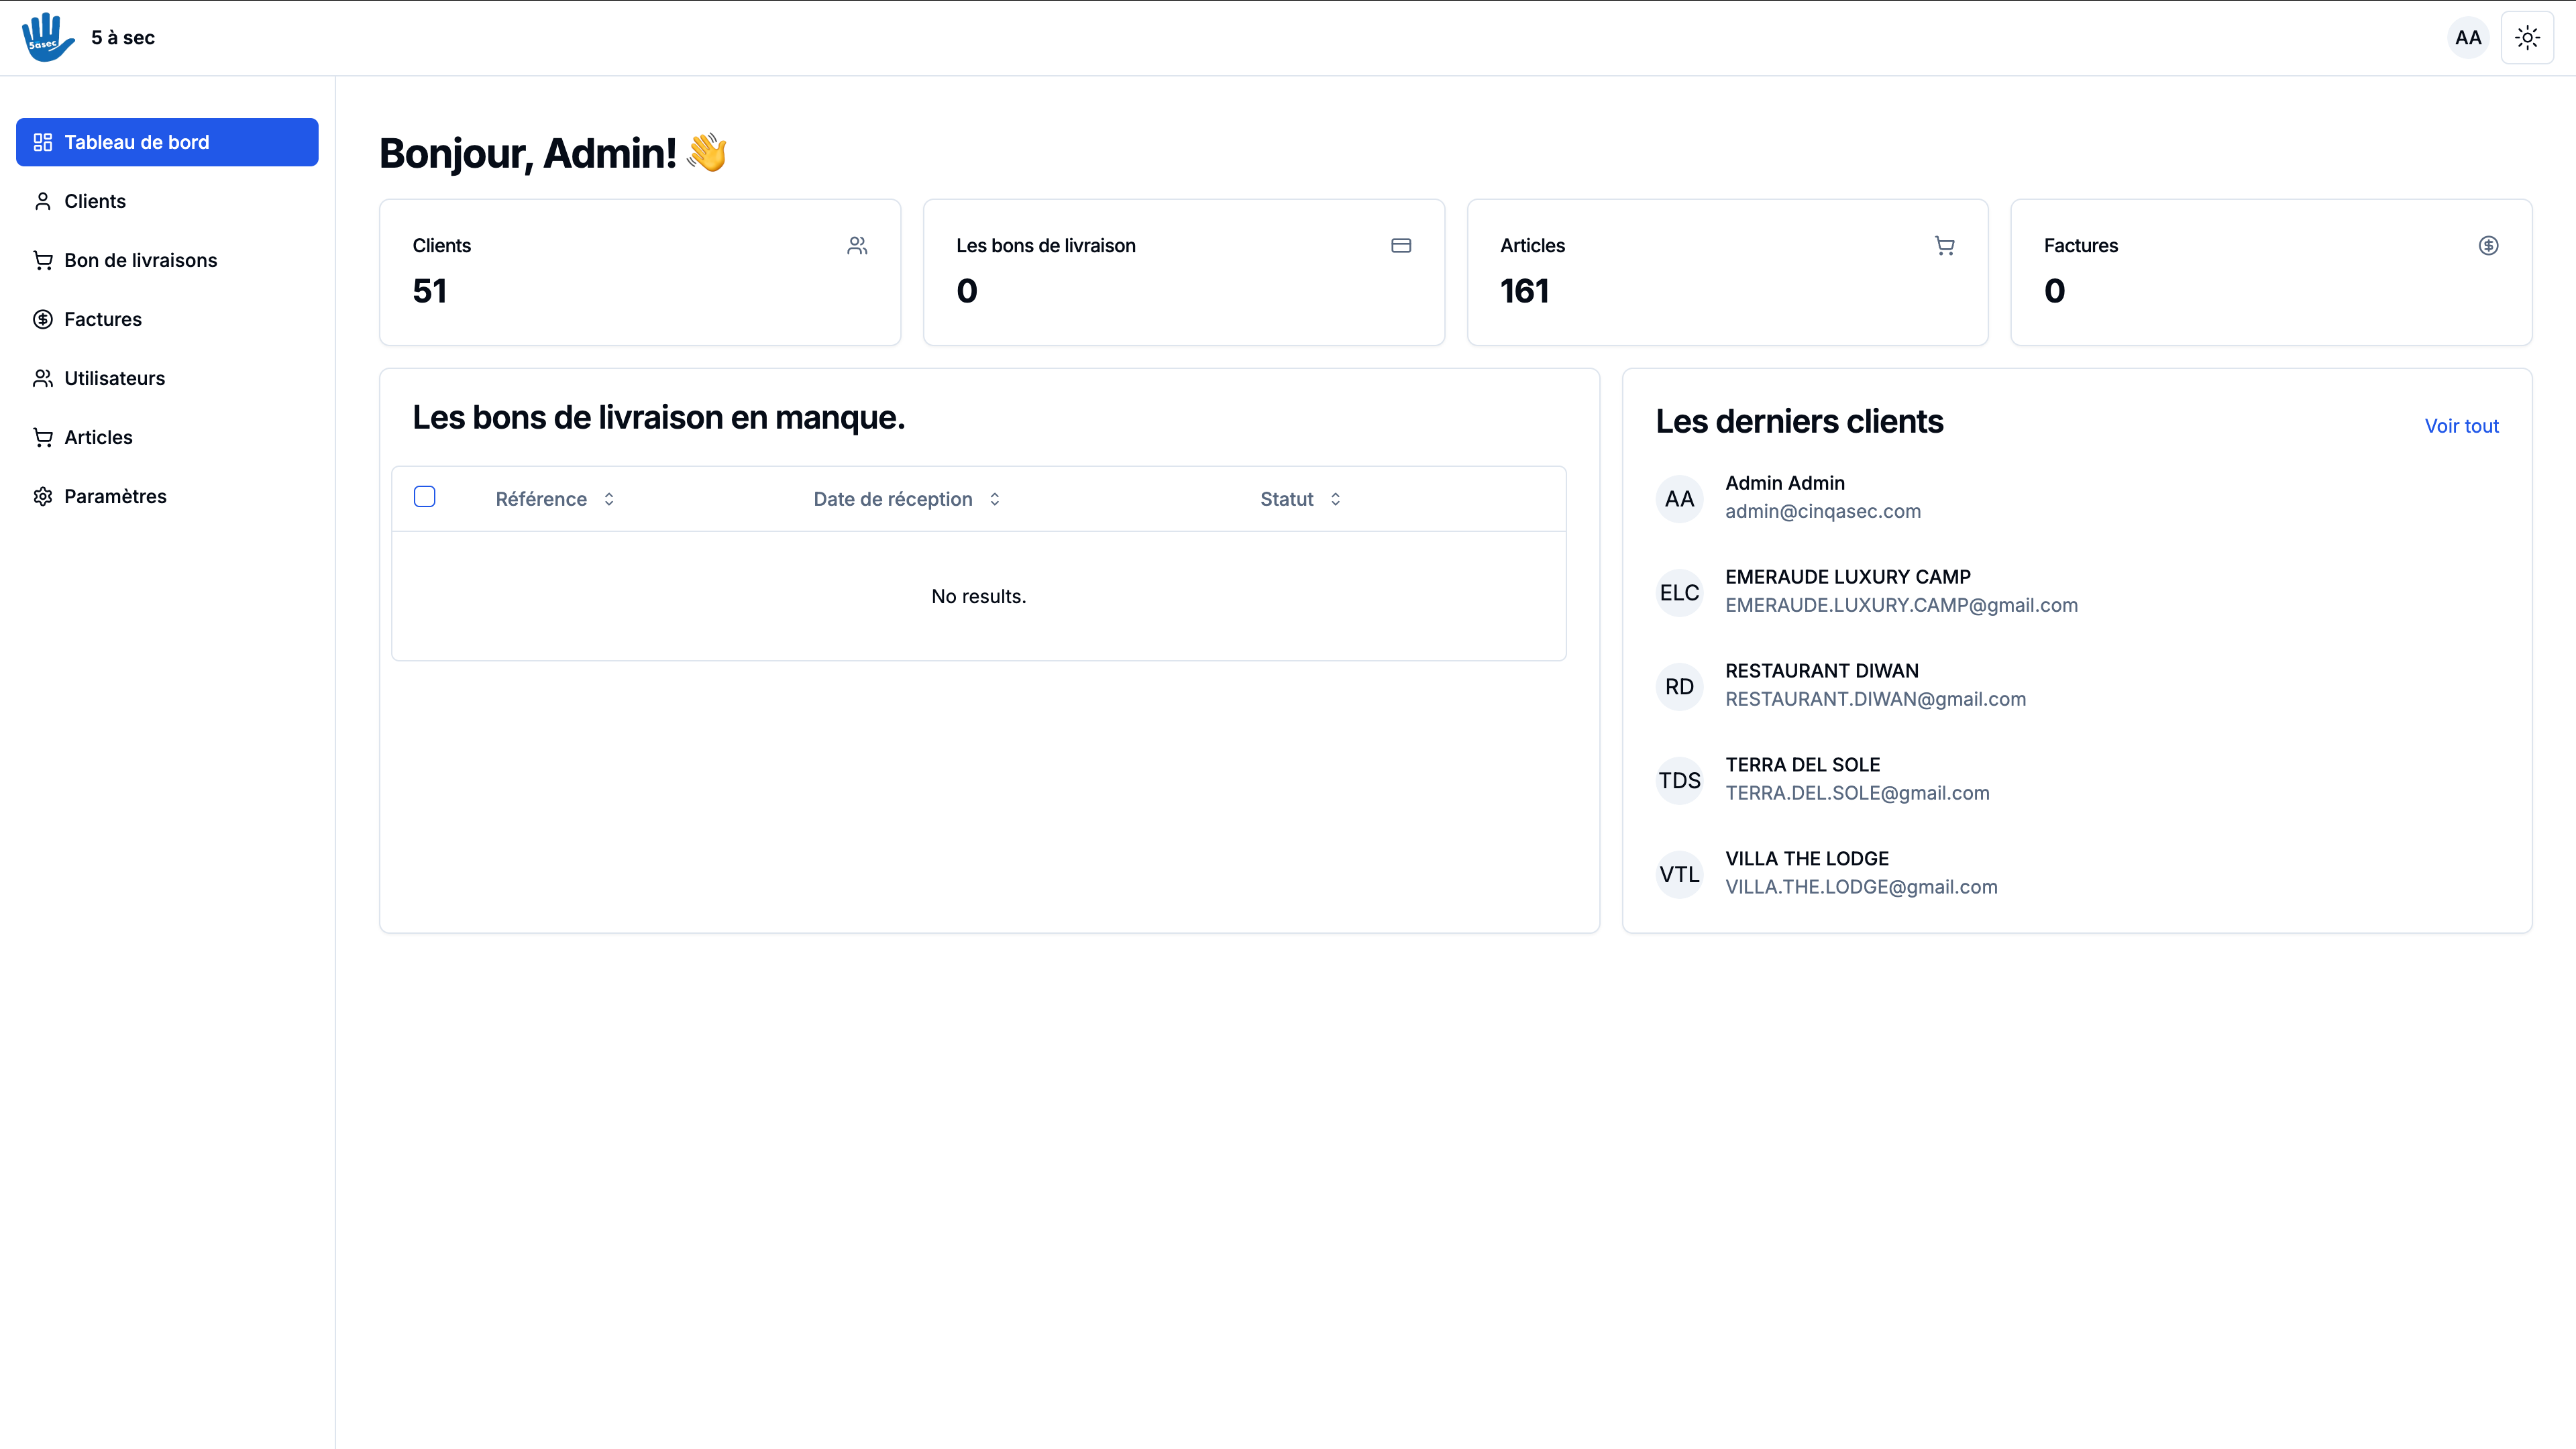 5asec
5 à sec
AA
Tableau de bord
Clients
Bon de livraisons
Factures
Utilisateurs
Articles
Paramètres
Bonjour, Admin! 👋
Clients
51
Les bons de livraison
0
Articles
161
Factures
0
Les bons de livraison en manque.
Référence
Date de réception
Statut
No results.
Les derniers clients
Voir tout
AA
Admin Admin
admin@cinqasec.com
ELC
EMERAUDE LUXURY CAMP
EMERAUDE.LUXURY.CAMP@gmail.com
RD
RESTAURANT DIWAN
RESTAURANT.DIWAN@gmail.com
TDS
TERRA DEL SOLE
TERRA.DEL.SOLE@gmail.com
VTL
VILLA THE LODGE
VILLA.THE.LODGE@gmail.com